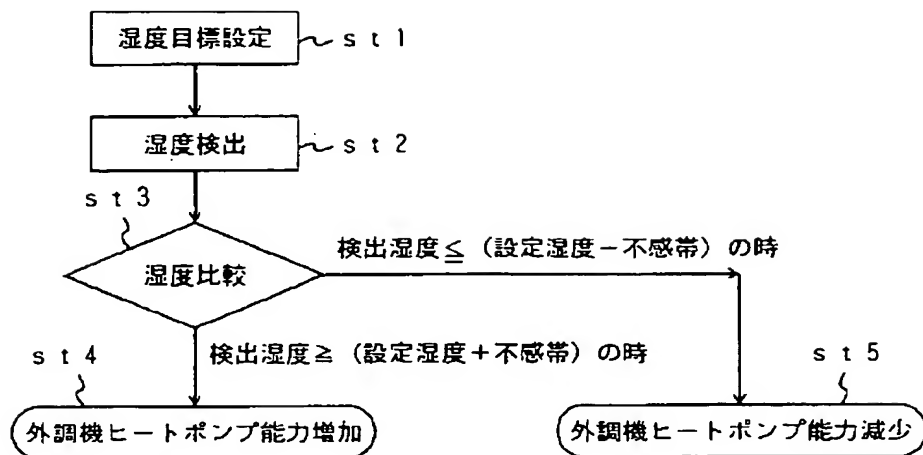 湿度目標設定
st1
湿度検出
st2
st3
湿度比較
検出湿度≦(設定湿度-不感帯)の時
検出湿度≧(設定湿度+不感帯)の時
st4
st5
外調機ヒートポンプ能力増加
外調機ヒートポンプ能力減少